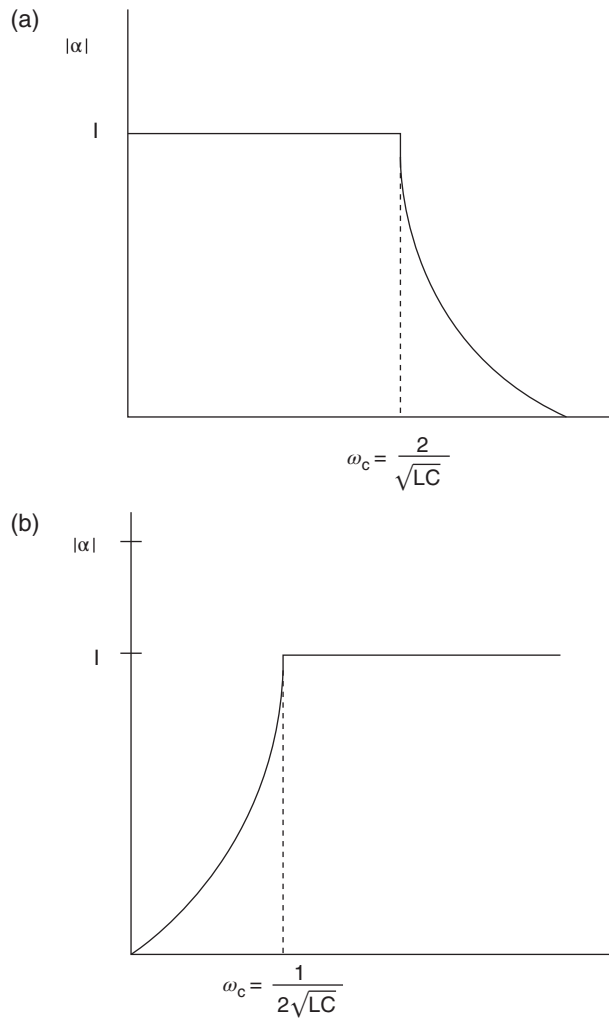 (a)
|α|
I
ω_c = 2/√LC
(b)
|α|
I
ω_c = 1/2√LC